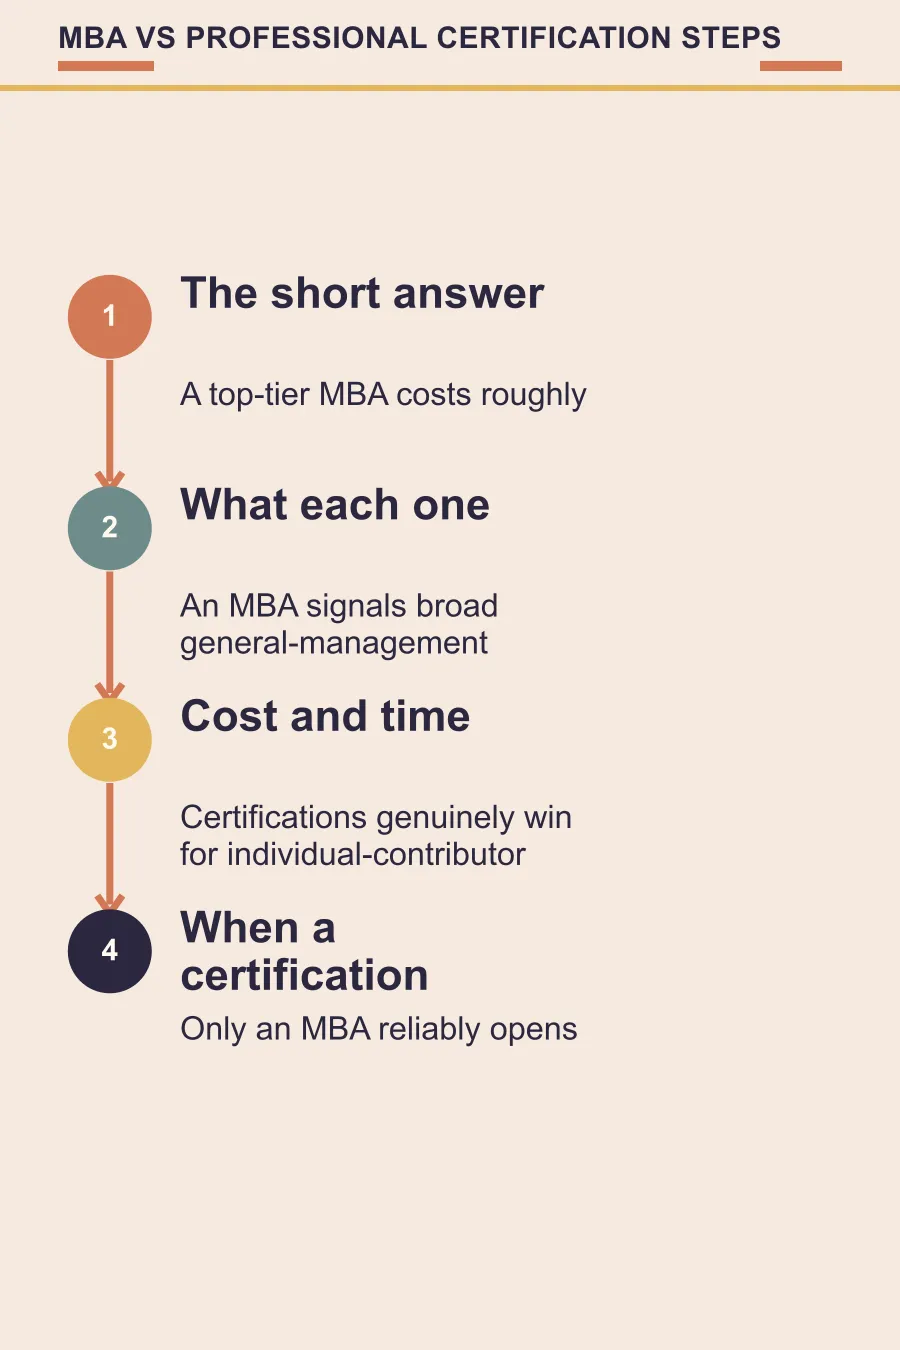 MBA VS PROFESSIONAL CERTIFICATION STEPS
1
The short answer
A top-tier MBA costs roughly
2
What each one
An MBA signals broad
general-management
3
Cost and time
Certifications genuinely win
for individual-contributor
4
When a
certification
Only an MBA reliably opens